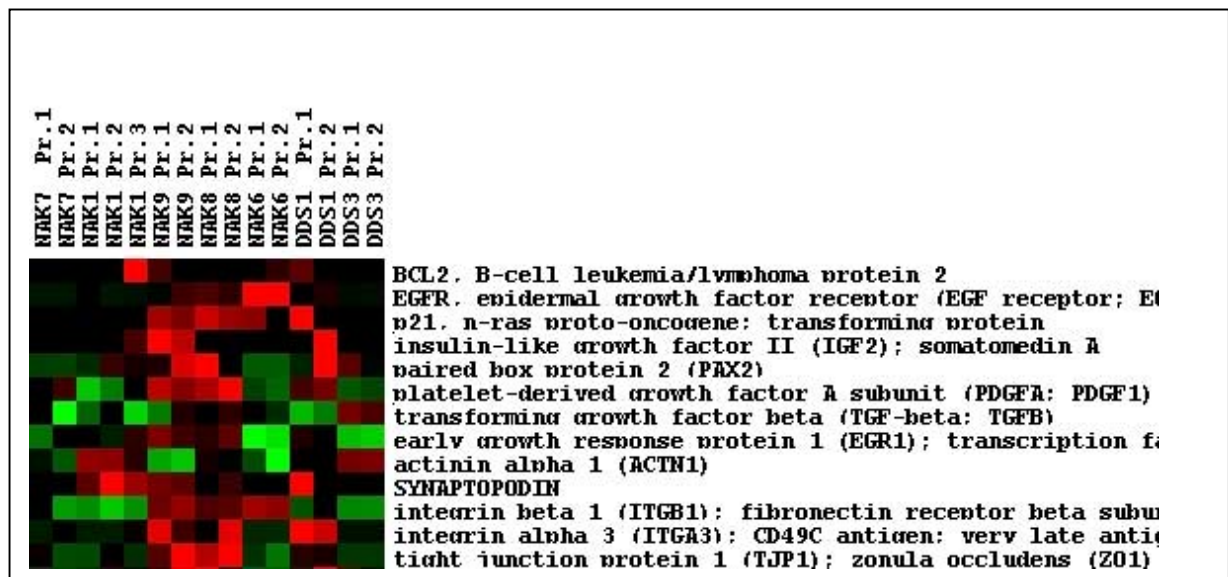 NAK7 Pr.1
NAK7 Pr.2
NAK1 Pr.1
NAK1 Pr.2
NAK1 Pr.3
NAK9 Pr.1
NAK9 Pr.2
NAK8 Pr.1
NAK8 Pr.2
NAK6 Pr.1
NAK6 Pr.2
DDS1 Pr.1
DDS1 Pr.2
DDS3 Pr.1
DDS3 Pr.2
BCL2, B-cell leukemia/lymphoma protein 2
EGFR, epidermal growth factor receptor (EGF receptor; E
p21, n-ras proto-oncogene; transforming protein
insulin-like growth factor II (IGF2); somatomedin A
paired box protein 2 (PAX2)
platelet-derived growth factor A subunit (PDGFA; PDGF1)
transforming growth factor beta (TGF-beta; TGFB)
early growth response protein 1 (EGR1); transcription fa
actinin alpha 1 (ACTN1)
SYNAPTOPODIN
integrin beta 1 (ITGB1); fibronectin receptor beta subu
integrin alpha 3 (ITGA3); CD49C antigen; very late antig
tight junction protein 1 (TJP1); zonula occludens (ZO1)